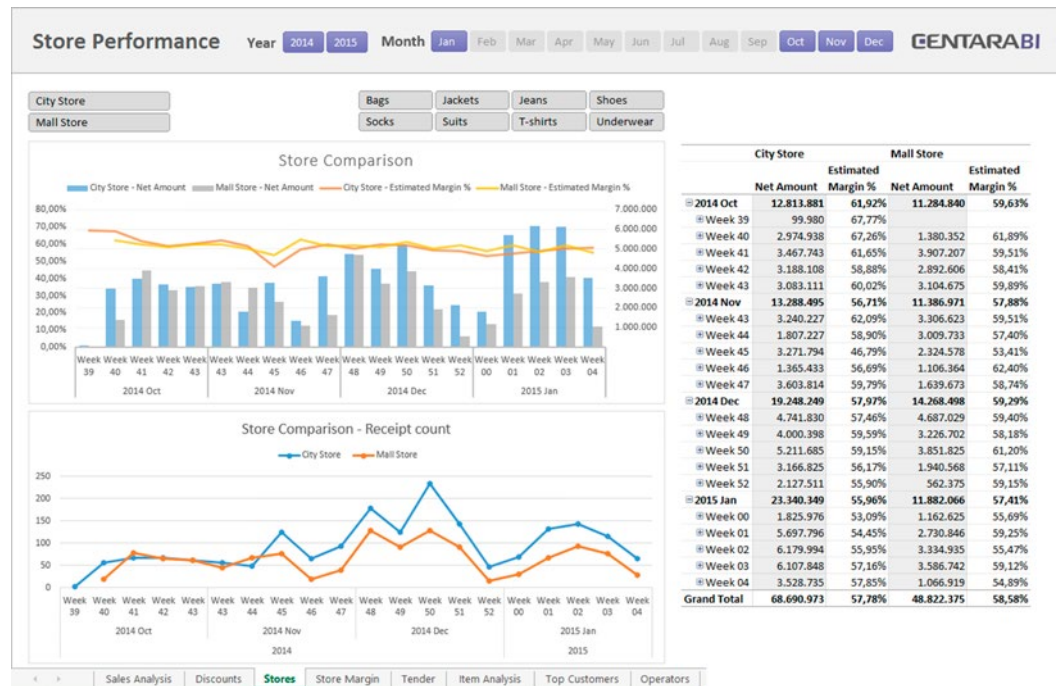 Store Performance Year 2014 2015 Month Jan Feb Mar Apr May Jun Jul Aug Sep Oct Nov Dec CENTARABI
City Store
Mall Store
Bags Jackets Jeans Shoes
Socks Suits T-shirts Underwear
Store Comparison
City Store - Net Amount Mall Store - Net Amount City Store - Estimated Margin % Mall Store - Estimated Margin %
80,00% 7.000.000
70,00% 6.000.000
60,00% 5.000.000
50,00% 4.000.000
40,00% 3.000.000
30,00% 2.000.000
20,00% 1.000.000
10,00%
0,00%
Week Week Week Week Week Week Week Week Week Week Week Week Week Week Week Week Week Week Week Week
39 40 41 42 43 43 44 45 46 47 48 49 50 51 52 00 01 02 03 04
2014 Oct 2014 Nov 2014 Dec 2015 Jan
Store Comparison - Receipt count
City Store Mall Store
250
200
150
100
50
0
Week Week Week Week Week Week Week Week Week Week Week Week Week Week Week Week Week Week Week Week
39 40 41 42 43 43 44 45 46 47 48 49 50 51 52 00 01 02 03 04
2014 Oct 2014 Nov 2014 Dec 2015 Jan
2014 2015
City Store Mall Store
Estimated Estimated
Net Amount Margin % Net Amount Margin %
2014 Oct 12.813.881 61,92% 11.284.840 59,63%
Week 39 99.980 67,77%
Week 40 2.974.938 67,26% 1.380.352 61,89%
Week 41 3.467.743 61,65% 3.907.207 59,51%
Week 42 3.188.108 58,88% 2.892.606 58,41%
Week 43 3.083.111 60,02% 3.104.675 59,89%
2014 Nov 13.288.495 56,71% 11.386.971 57,88%
Week 43 3.240.227 62,09% 3.306.623 59,51%
Week 44 1.807.227 58,90% 3.009.733 57,40%
Week 45 3.271.794 46,79% 2.324.578 53,41%
Week 46 1.365.433 56,69% 1.106.364 62,40%
Week 47 3.603.814 59,79% 1.639.673 58,74%
2014 Dec 19.248.249 57,97% 14.268.498 59,29%
Week 48 4.741.830 57,46% 4.687.029 59,40%
Week 49 4.000.398 59,59% 3.226.702 58,18%
Week 50 5.211.685 59,15% 3.851.825 61,20%
Week 51 3.166.825 56,17% 1.940.568 57,11%
Week 52 2.127.511 55,90% 562.375 59,15%
2015 Jan 23.340.349 55,96% 11.882.066 57,41%
Week 00 1.825.976 53,09% 1.162.625 55,69%
Week 01 5.697.796 54,45% 2.730.846 59,25%
Week 02 6.179.994 55,95% 3.334.935 55,47%
Week 03 6.107.848 57,16% 3.586.742 59,12%
Week 04 3.528.735 57,85% 1.066.919 54,89%
Grand Total 68.690.973 57,78% 48.822.375 58,58%
Sales Analysis Discounts Stores Store Margin Tender Item Analysis Top Customers Operators